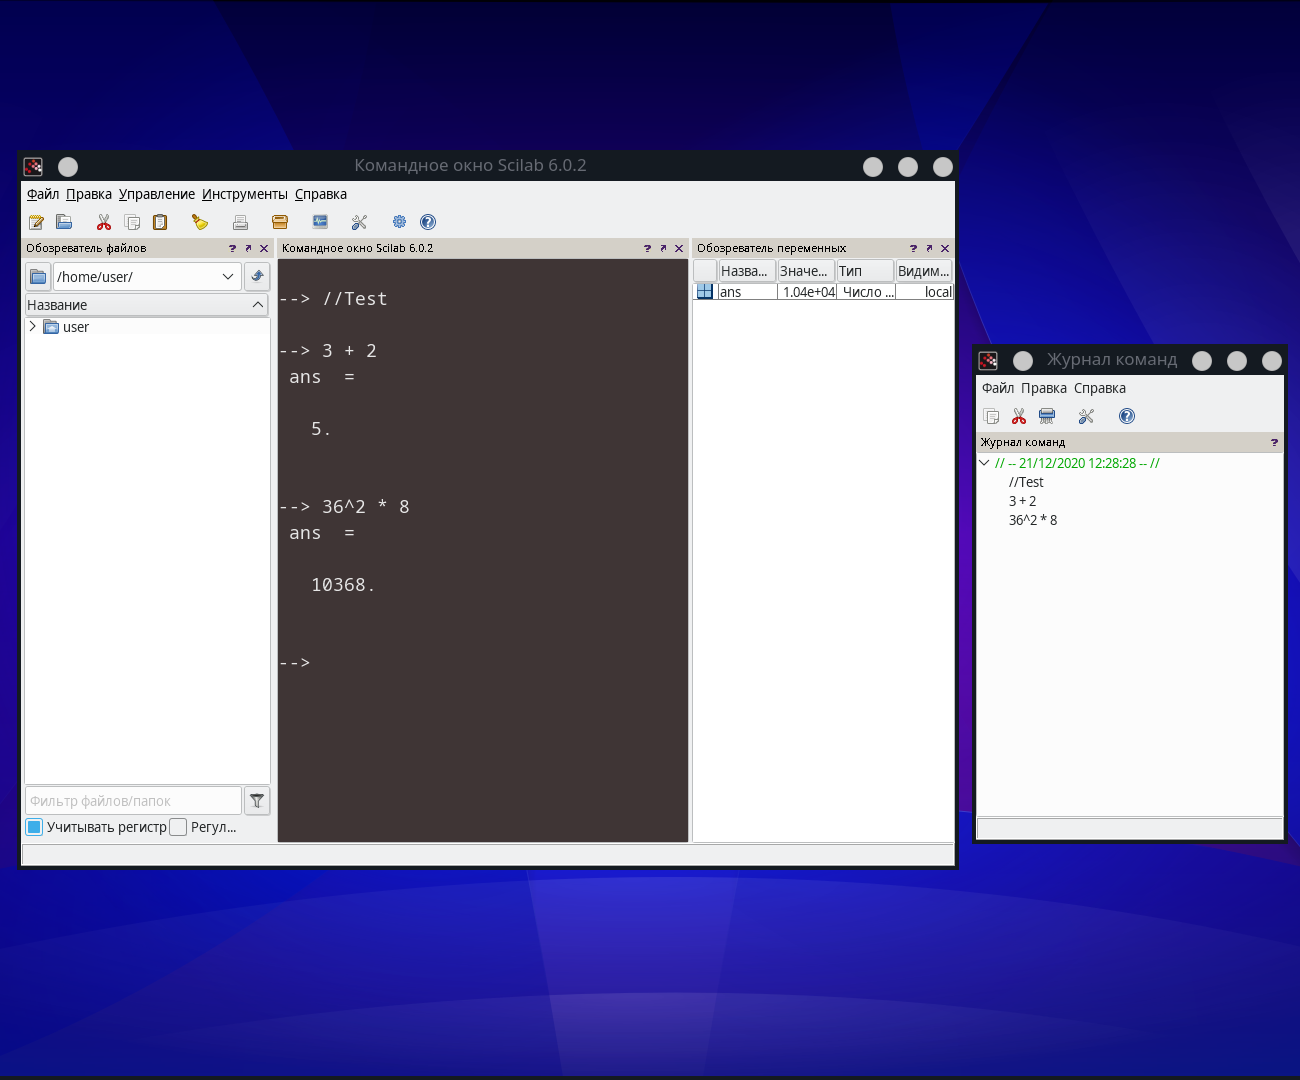 Командное окно Scilab 6.0.2
Файл Правка Управление Инструменты Справка
Обозреватель файлов ?
/home/user/
Название
user
Фильтр файлов/папок
Учитывать регистр Регул...
Командное окно Scilab 6.0.2 ?
--> //Test
--> 3 + 2
ans =
5.
--> 36^2 * 8
ans =
10368.
-->
Обозреватель переменных ?
Назва... Значе... Тип Видим...
ans 1.04e+04 Число ... local
Журнал команд
Файл Правка Справка
Журнал команд ?
// -- 21/12/2020 12:28:28 -- //
//Test
3 + 2
36^2 * 8